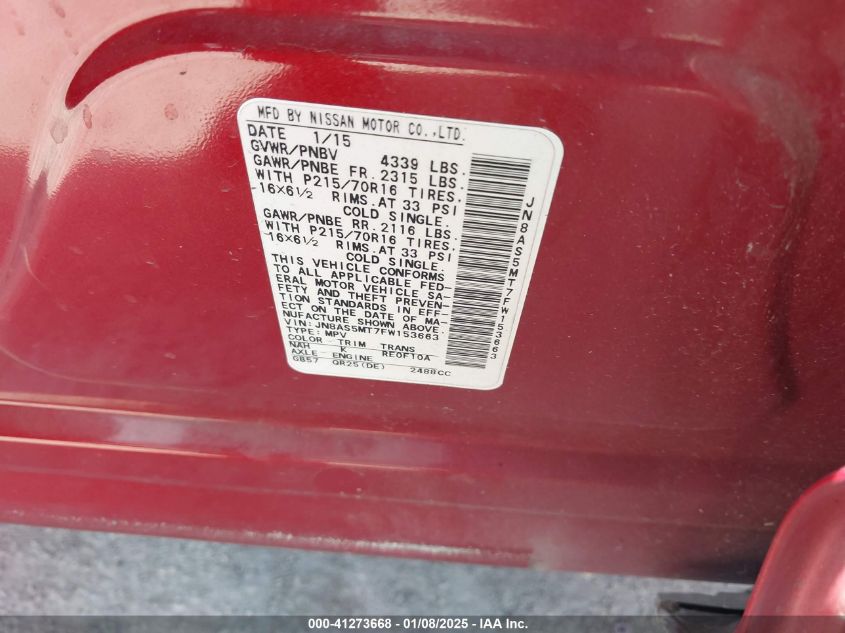 MFD BY NISSAN MOTOR CO.,LTD.
DATE 1/15
GVWR/PNBV 4339 LBS.
GAWR/PNBE FR. 2315 LBS.
WITH P215/70R16 TIRES.
16×6½ RIMS.AT 33 PSI
COLD SINGLE.
GAWR/PNBE RR. 2116 LBS.
WITH P215/70R16 TIRES.
16×6½ RIMS.AT 33 PSI
COLD SINGLE.
THIS VEHICLE CONFORMS
TO ALL APPLICABLE FED-
ERAL MOTOR VEHICLE SA-
FETY AND THEFT PREVEN-
TION STANDARDS IN EFF-
ECT ON THE DATE OF MA-
NUFACTURE SHOWN ABOVE.
VIN: JN8AS5MT7FW153663
TYPE: MPV
COLOR TRIM TRANS
NAH K RE0F10A
AXLE ENGINE
GB57 QR25(DE) 2488CC
JN8AS5MT7FW153663
000-41273668 - 01/08/2025 - IAA Inc.